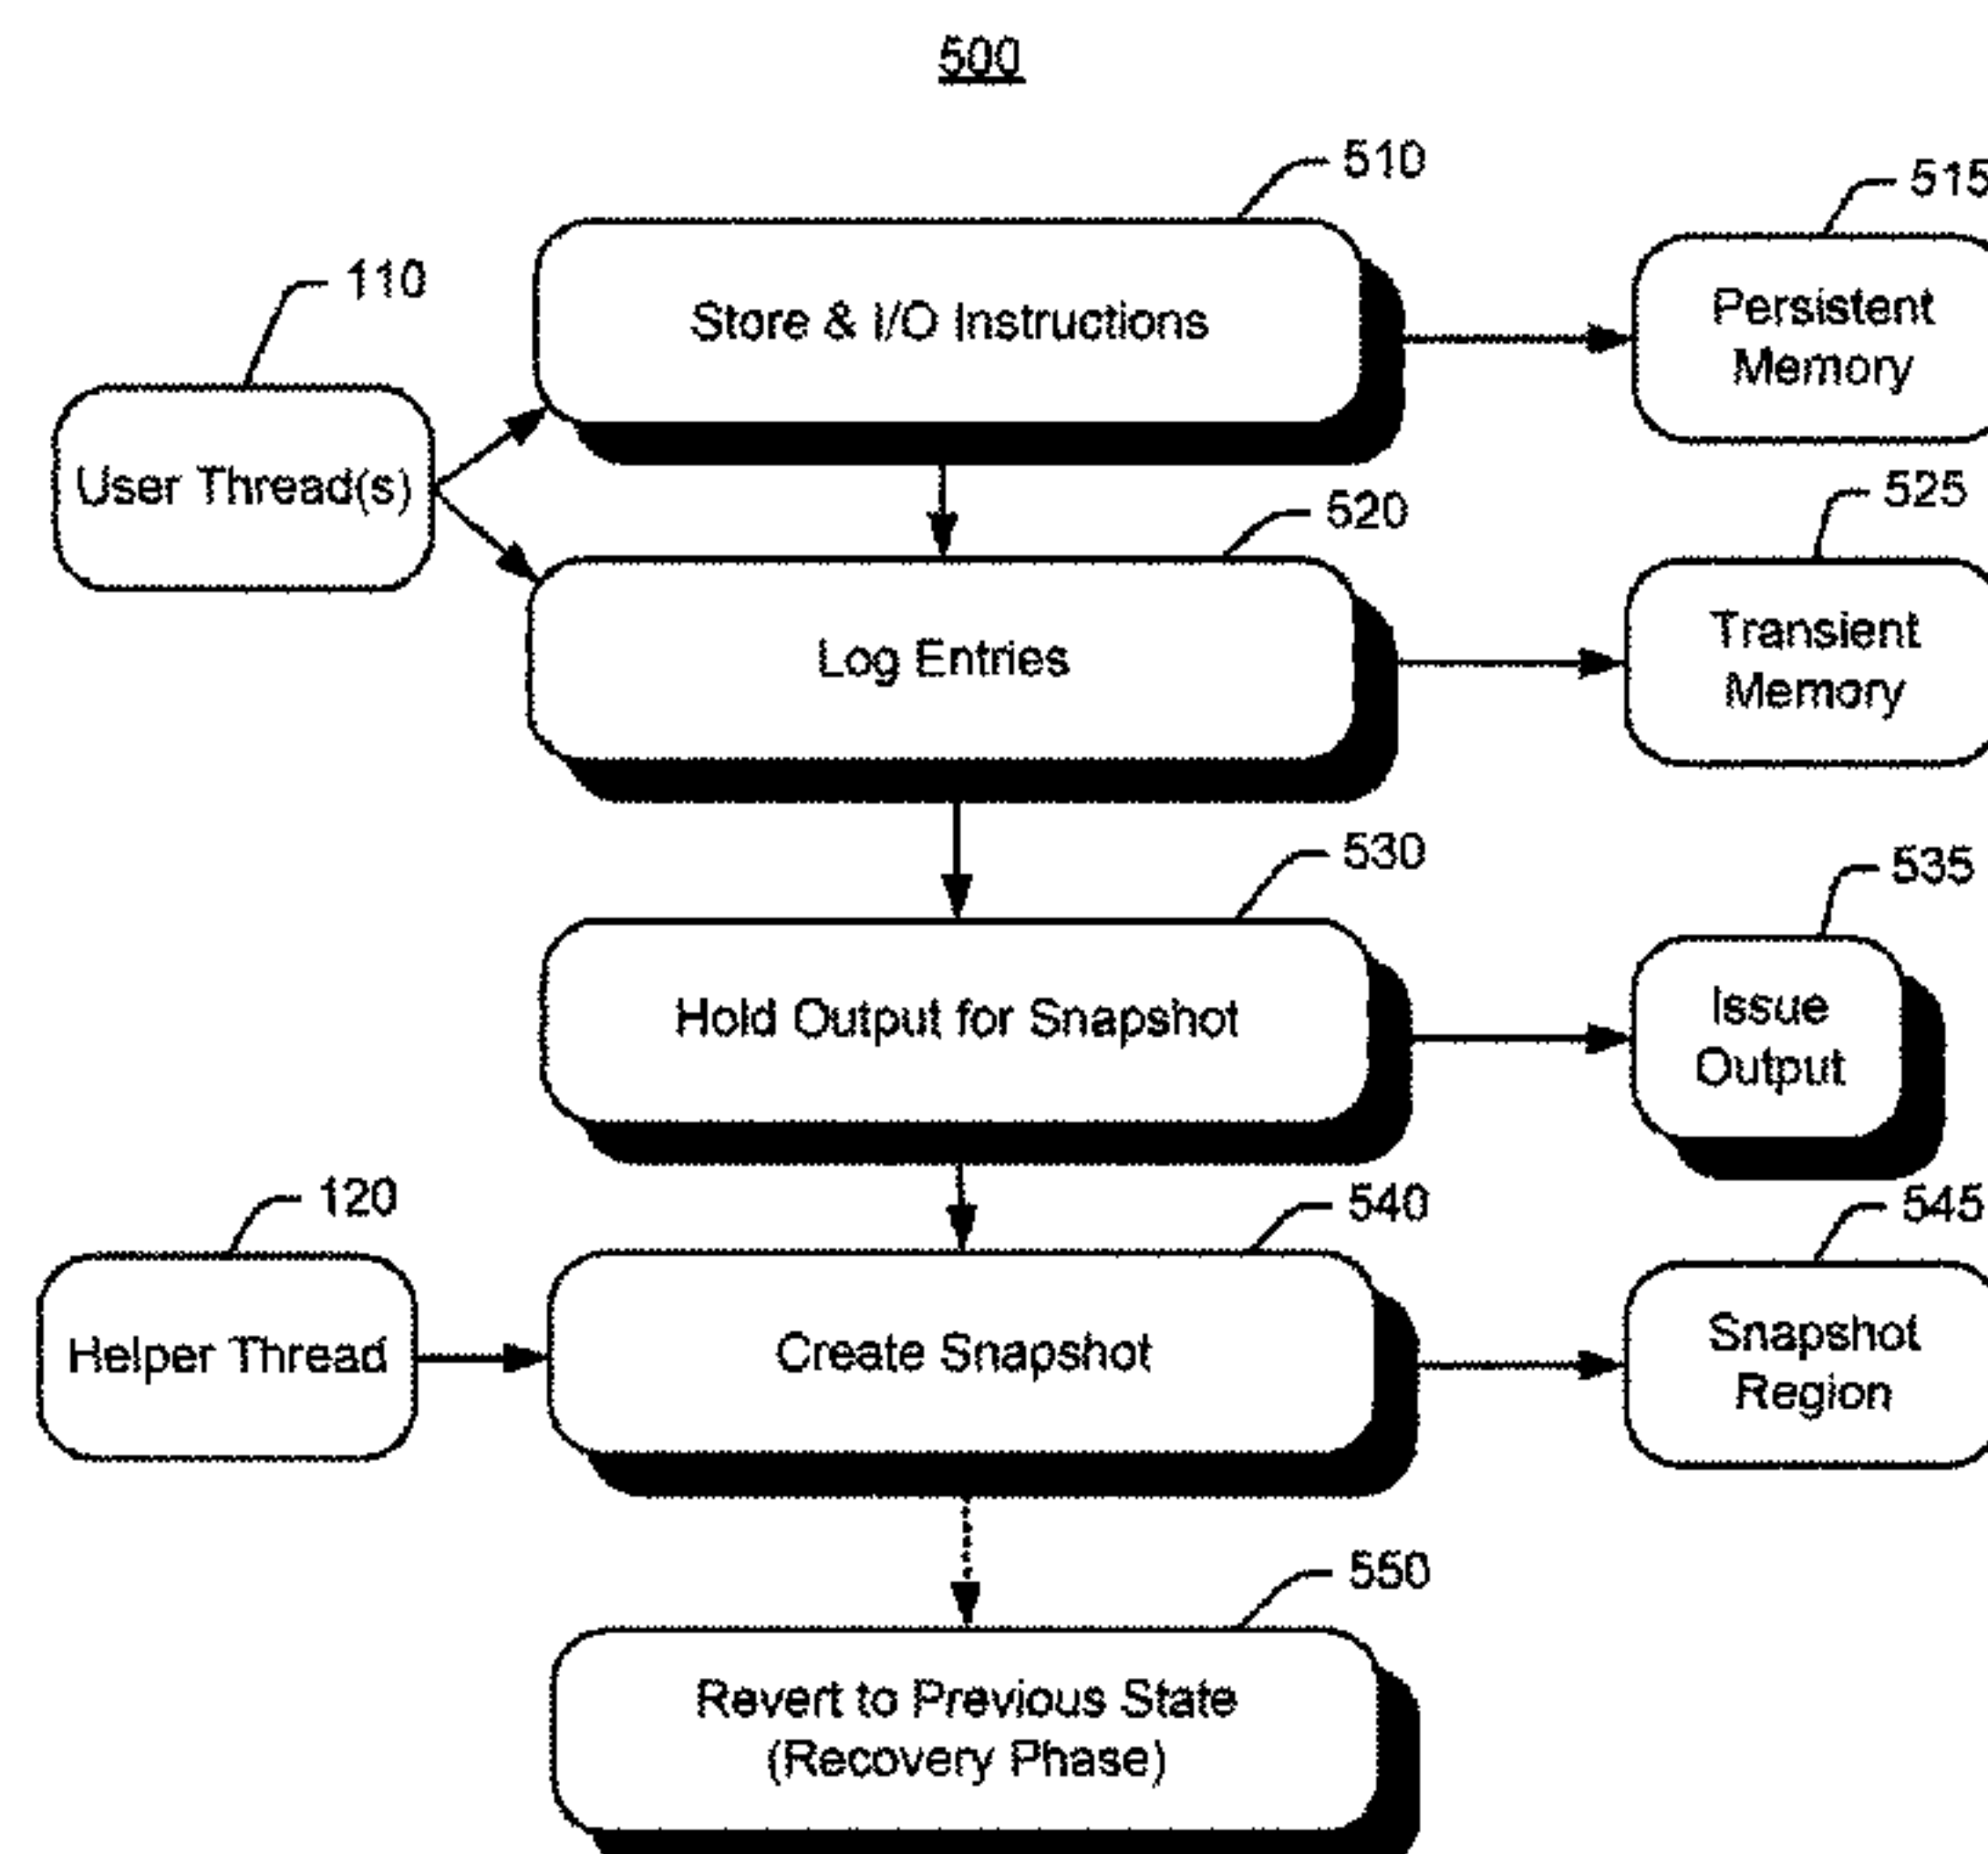 500
510
515
Store & I/O Instructions
Persistent
Memory
110
User Thread(s)
520
525
Log Entries
Transient
Memory
530
535
Hold Output for Snapshot
Issue
Output
120
540
545
Helper Thread
Create Snapshot
Snapshot
Region
550
Revert to Previous State
(Recovery Phase)